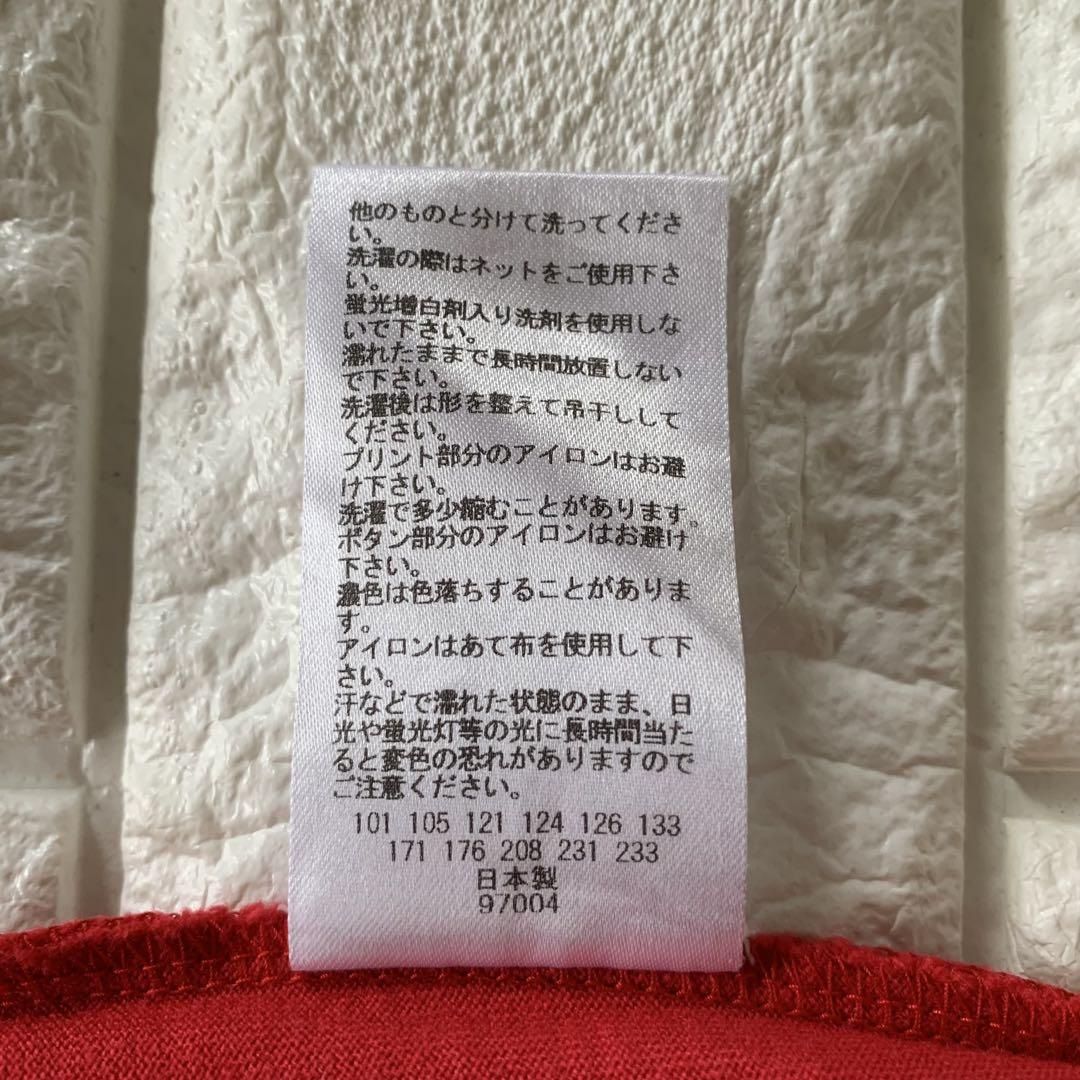 他のものと分けて洗ってくださ
い。
洗濯の際はネットをご使用下さ
い。
蛍光増白剤入り洗剤を使用しな
いで下さい。
濡れたままで長時間放置しない
で下さい。
洗濯後は形を整えて吊干しして
ください。
プリント部分のアイロンはお避
け下さい。
洗濯で多少縮むことがあります。
ボタン部分のアイロンはお避け
下さい。
濃色は色落ちすることがありま
す。
アイロンはあて布を使用して下
さい。
汗などで濡れた状態のまま、日
光や蛍光灯等の光に長時間当た
ると変色の恐れがありますので
ご注意ください。
101 105 121 124 126 133
171 176 208 231 233
日本製
97004